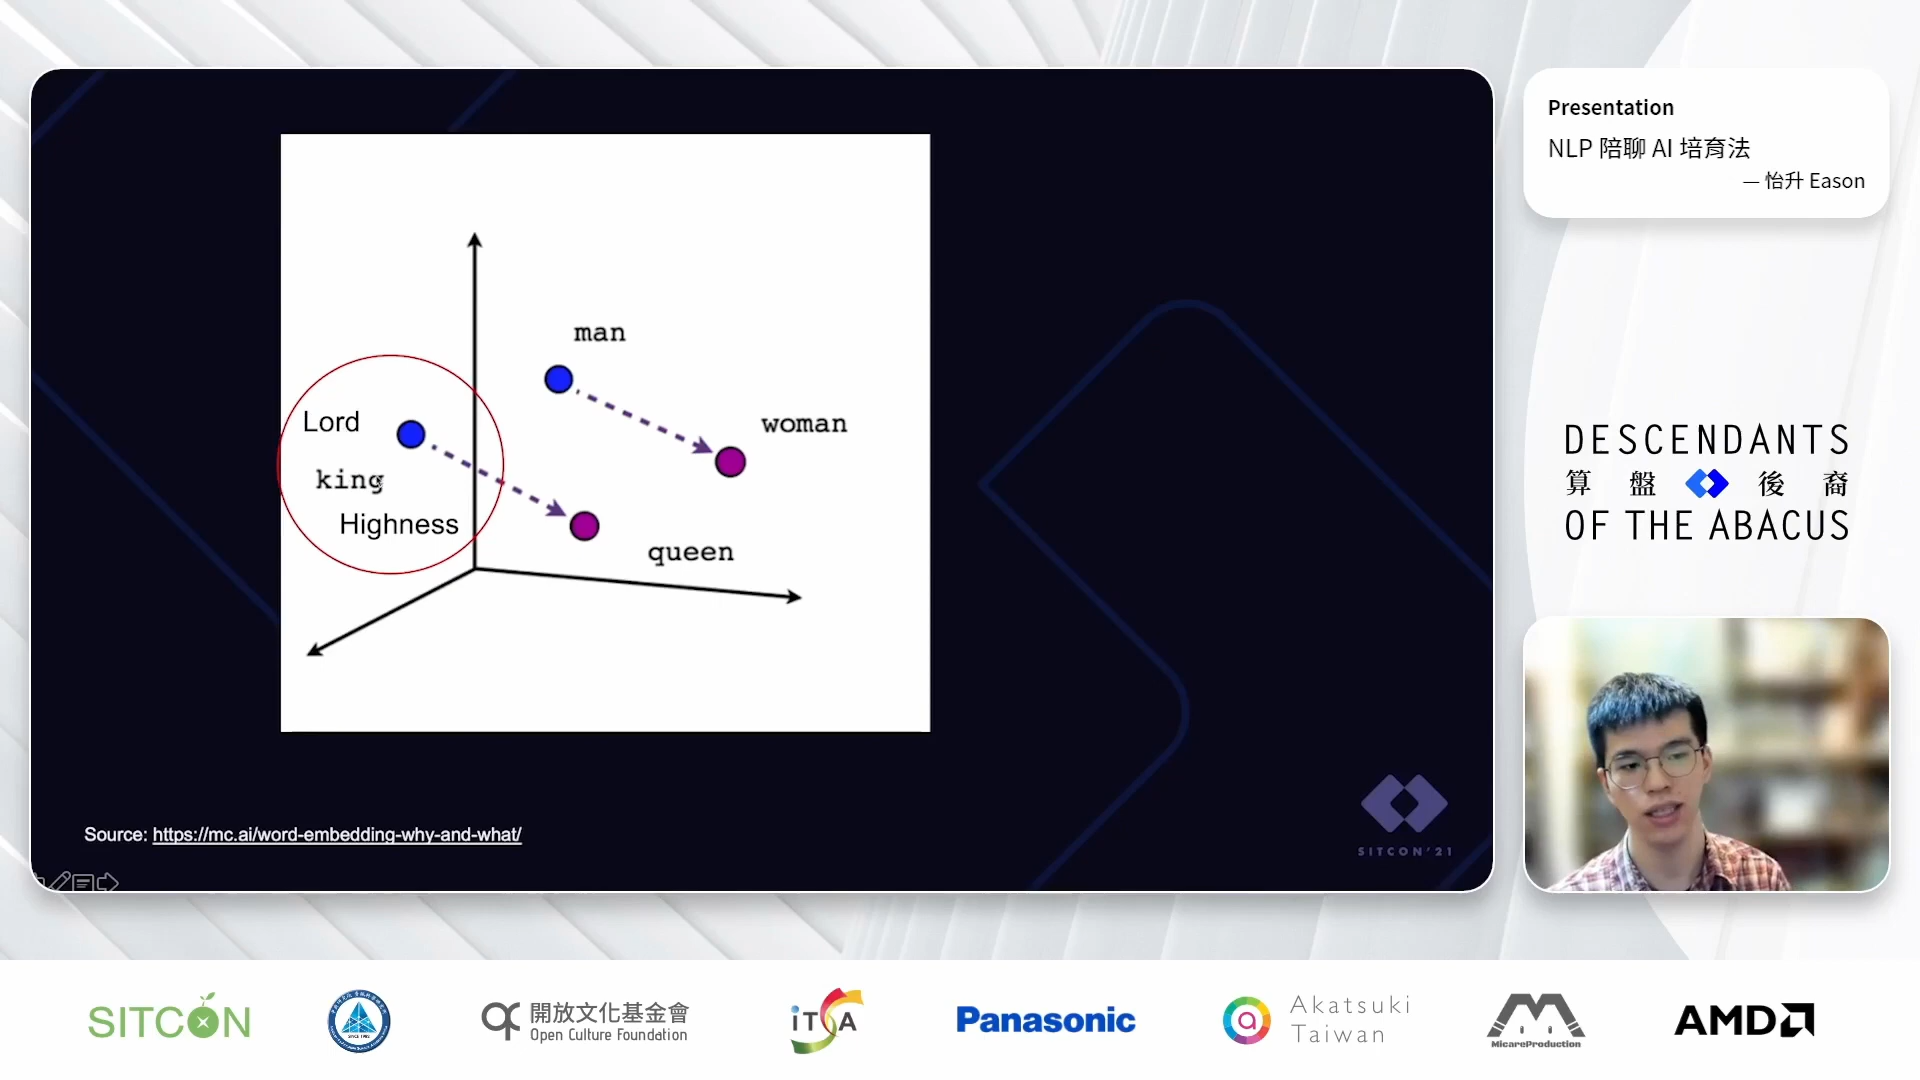 man
woman
Lord
king
Highness
queen
Source: https://mc.ai/word-embedding-why-and-what/
SITCON'21
Presentation
NLP 陪聊 AI 培育法
— 怡升 Eason
DESCENDANTS
算盤後裔
OF THE ABACUS
SITCON
開放文化基金會
Open Culture Foundation
iTSA
Panasonic
Akatsuki
Taiwan
MicareProduction
AMD